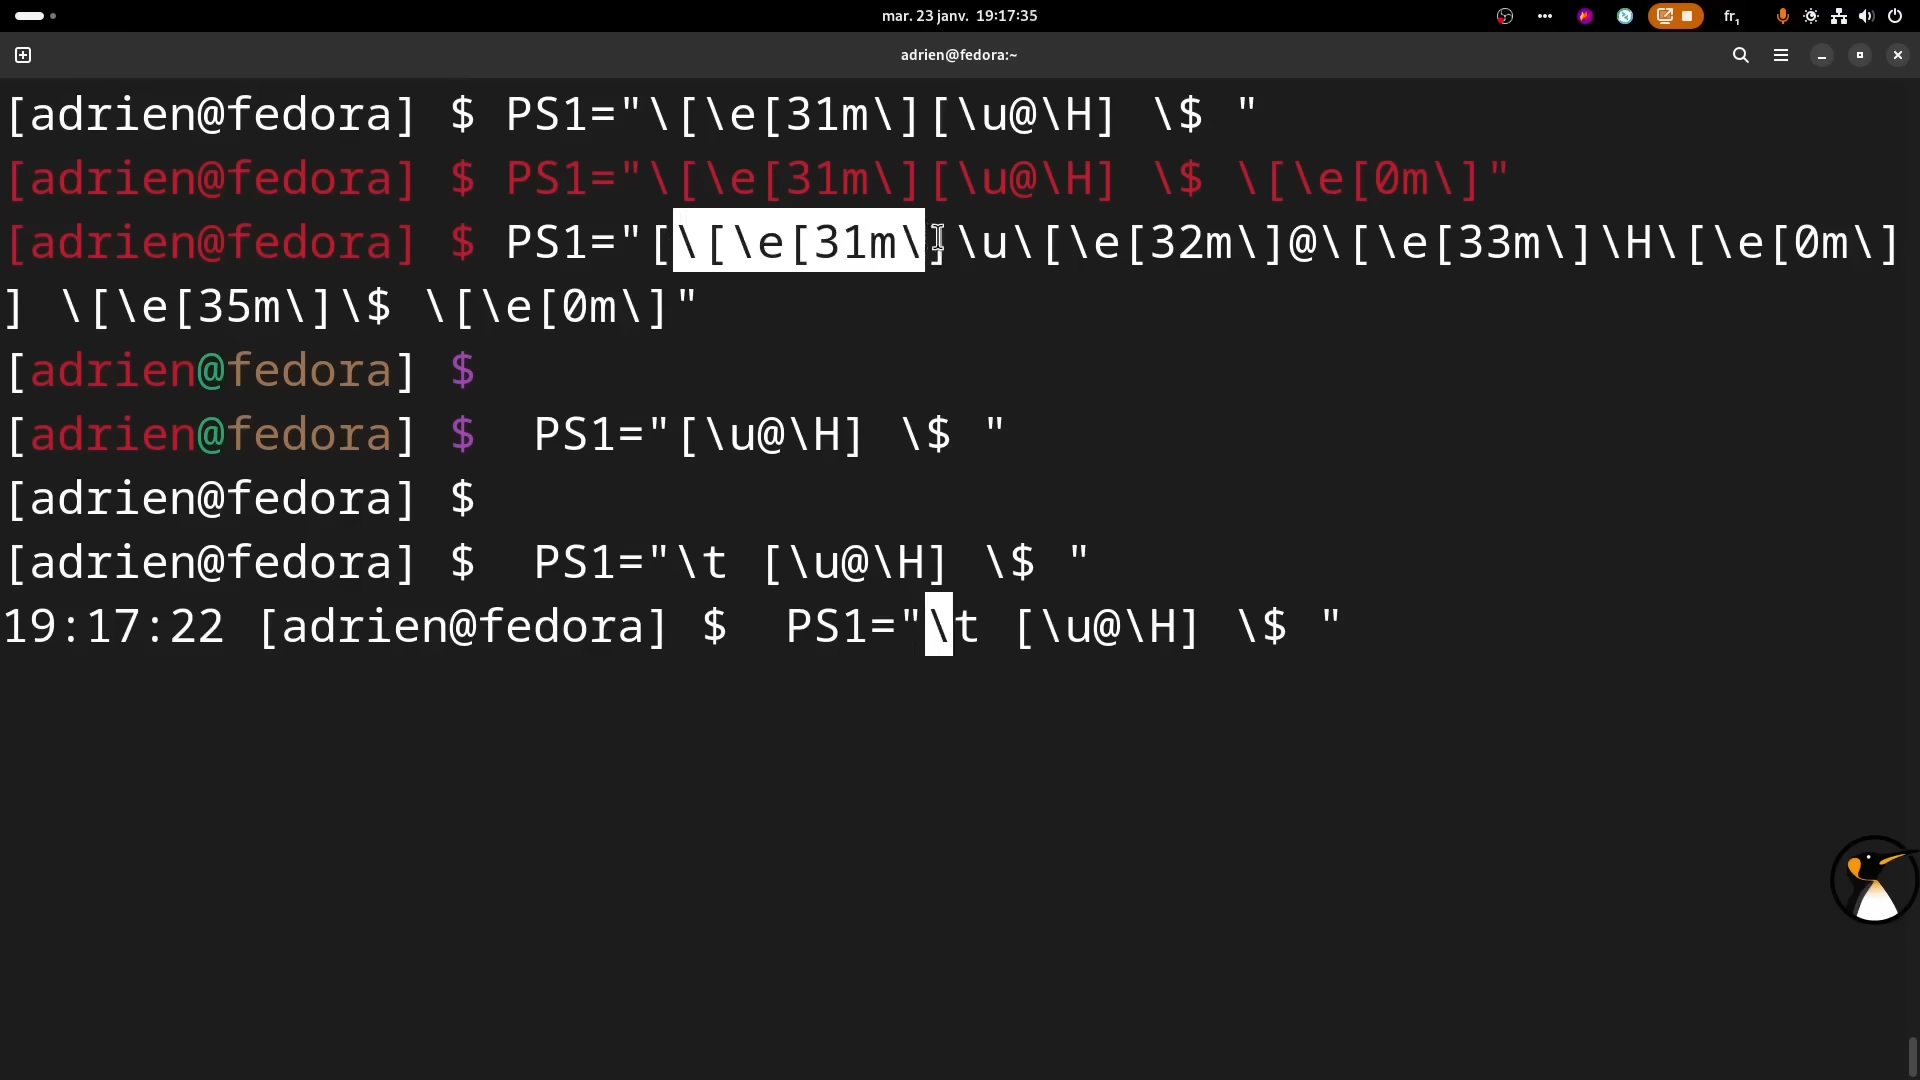 mar. 23 janv. 19:17:35
fr₁
adrien@fedora:~
[adrien@fedora] $ PS1="\[\e[31m\][\u@\H] \$ "
[adrien@fedora] $ PS1="\[\e[31m\][\u@\H] \$ \[\e[0m\]"
[adrien@fedora] $ PS1="[\[\e[31m\]\u\[\e[32m\]@\[\e[33m\]\H\[\e[0m\]
] \[\e[35m\]\$ \[\e[0m\]"
[adrien@fedora] $
[adrien@fedora] $  PS1="[\u@\H] \$ "
[adrien@fedora] $
[adrien@fedora] $  PS1="\t [\u@\H] \$ "
19:17:22 [adrien@fedora] $  PS1="\t [\u@\H] \$ "